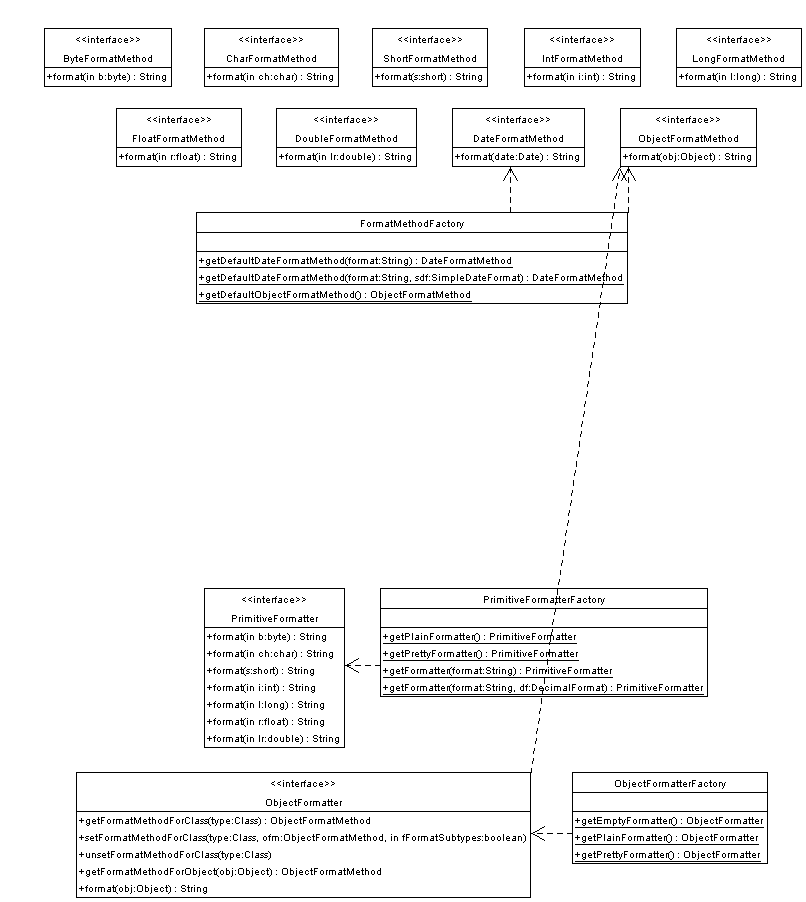 <<interface>>
ByteFormatMethod
+format(in b:byte) : String
<<interface>>
CharFormatMethod
+format(in ch:char) : String
<<interface>>
ShortFormatMethod
+format(s:short) : String
<<interface>>
IntFormatMethod
+format(in i:int) : String
<<interface>>
LongFormatMethod
+format(in l:long) : String
<<interface>>
FloatFormatMethod
+format(in r:float) : String
<<interface>>
DoubleFormatMethod
+format(in lr:double) : String
<<interface>>
DateFormatMethod
+format(date:Date) : String
<<interface>>
ObjectFormatMethod
+format(obj:Object) : String
FormatMethodFactory
+getDefaultDateFormatMethod(format:String) : DateFormatMethod
+getDefaultDateFormatMethod(format:String, sdf:SimpleDateFormat) : DateFormatMethod
+getDefaultObjectFormatMethod() : ObjectFormatMethod
<<interface>>
PrimitiveFormatter
+format(in b:byte) : String
+format(in ch:char) : String
+format(s:short) : String
+format(in i:int) : String
+format(in l:long) : String
+format(in r:float) : String
+format(in lr:double) : String
PrimitiveFormatterFactory
+getPlainFormatter() : PrimitiveFormatter
+getPrettyFormatter() : PrimitiveFormatter
+getFormatter(format:String) : PrimitiveFormatter
+getFormatter(format:String, df:DecimalFormat) : PrimitiveFormatter
<<interface>>
ObjectFormatter
+getFormatMethodForClass(type:Class) : ObjectFormatMethod
+setFormatMethodForClass(type:Class, ofm:ObjectFormatMethod, in fFormatSubtypes:boolean)
+unsetFormatMethodForClass(type:Class)
+getFormatMethodForObject(obj:Object) : ObjectFormatMethod
+format(obj:Object) : String
ObjectFormatterFactory
+getEmptyFormatter() : ObjectFormatter
+getPlainFormatter() : ObjectFormatter
+getPrettyFormatter() : ObjectFormatter